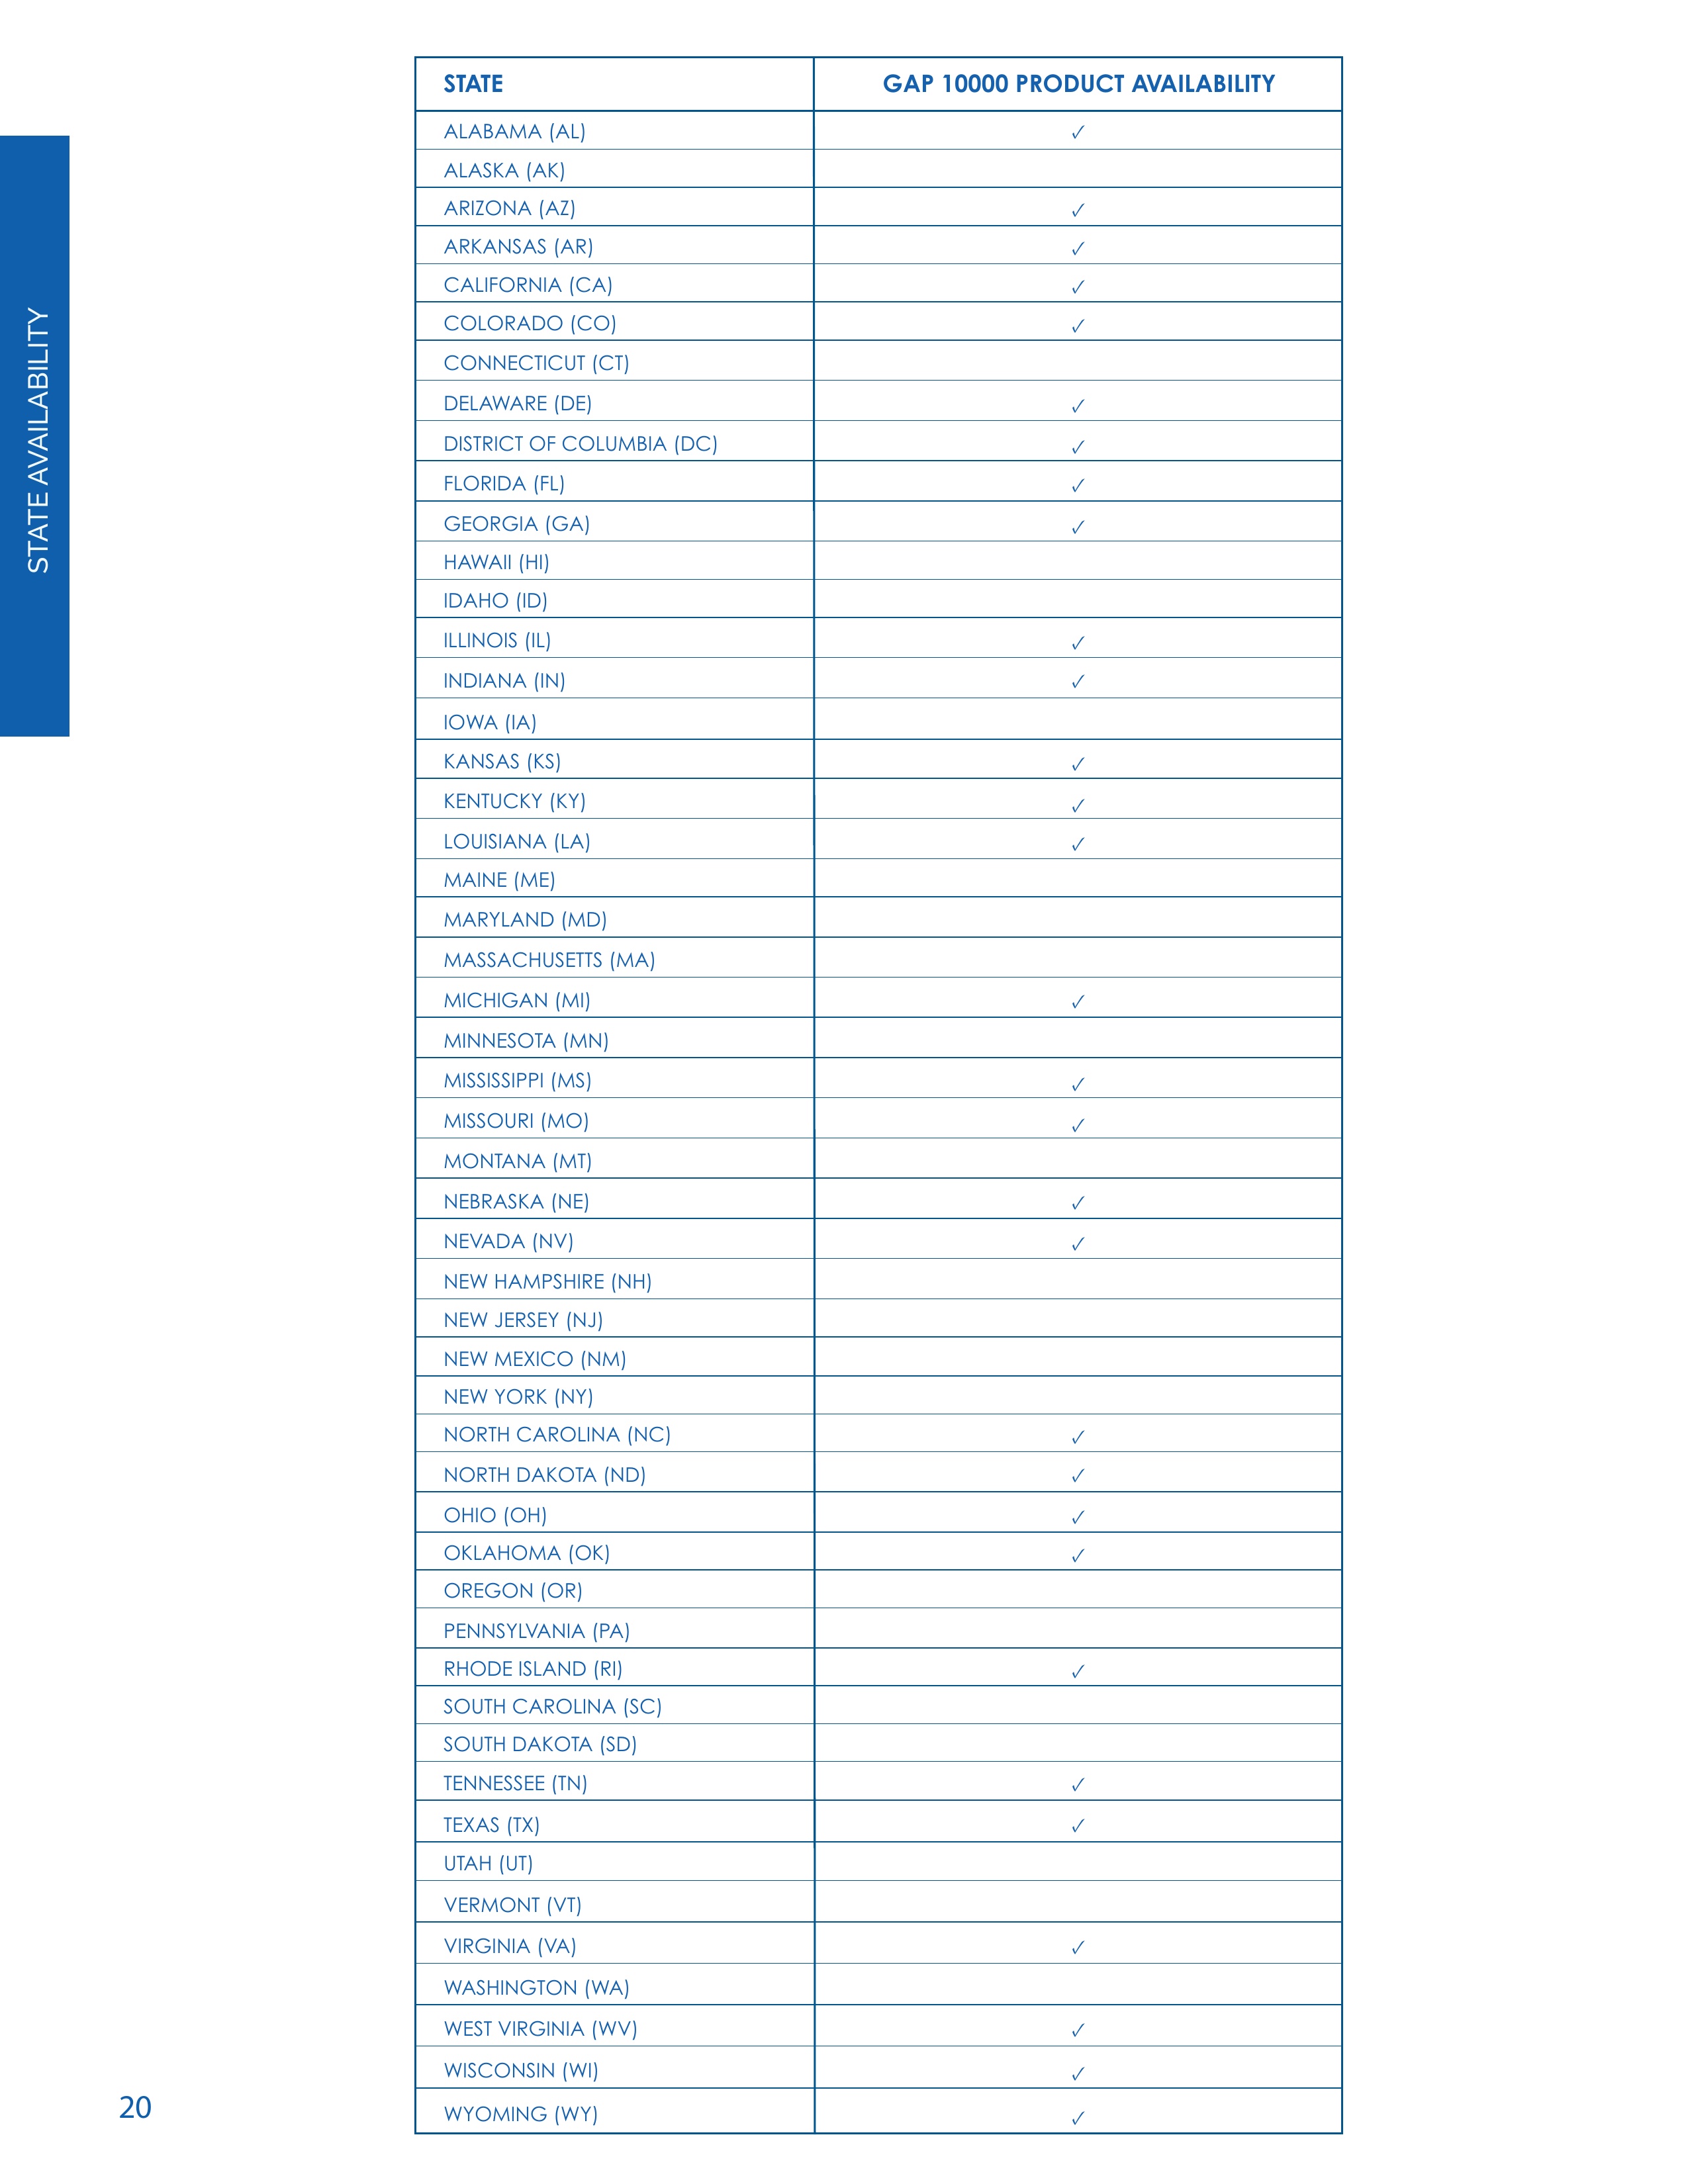 STATE AVAILABILITY
STATE GAP 10000 PRODUCT AVAILABILITY
ALABAMA (AL) ✓
ALASKA (AK)
ARIZONA (AZ) ✓
ARKANSAS (AR) ✓
CALIFORNIA (CA) ✓
COLORADO (CO) ✓
CONNECTICUT (CT)
DELAWARE (DE) ✓
DISTRICT OF COLUMBIA (DC) ✓
FLORIDA (FL) ✓
GEORGIA (GA) ✓
HAWAII (HI)
IDAHO (ID)
ILLINOIS (IL) ✓
INDIANA (IN) ✓
IOWA (IA)
KANSAS (KS) ✓
KENTUCKY (KY) ✓
LOUISIANA (LA) ✓
MAINE (ME)
MARYLAND (MD)
MASSACHUSETTS (MA)
MICHIGAN (MI) ✓
MINNESOTA (MN)
MISSISSIPPI (MS) ✓
MISSOURI (MO) ✓
MONTANA (MT)
NEBRASKA (NE) ✓
NEVADA (NV) ✓
NEW HAMPSHIRE (NH)
NEW JERSEY (NJ)
NEW MEXICO (NM)
NEW YORK (NY)
NORTH CAROLINA (NC) ✓
NORTH DAKOTA (ND) ✓
OHIO (OH) ✓
OKLAHOMA (OK) ✓
OREGON (OR)
PENNSYLVANIA (PA)
RHODE ISLAND (RI) ✓
SOUTH CAROLINA (SC)
SOUTH DAKOTA (SD)
TENNESSEE (TN) ✓
TEXAS (TX) ✓
UTAH (UT)
VERMONT (VT)
VIRGINIA (VA) ✓
WASHINGTON (WA)
WEST VIRGINIA (WV) ✓
WISCONSIN (WI) ✓
WYOMING (WY) ✓
20